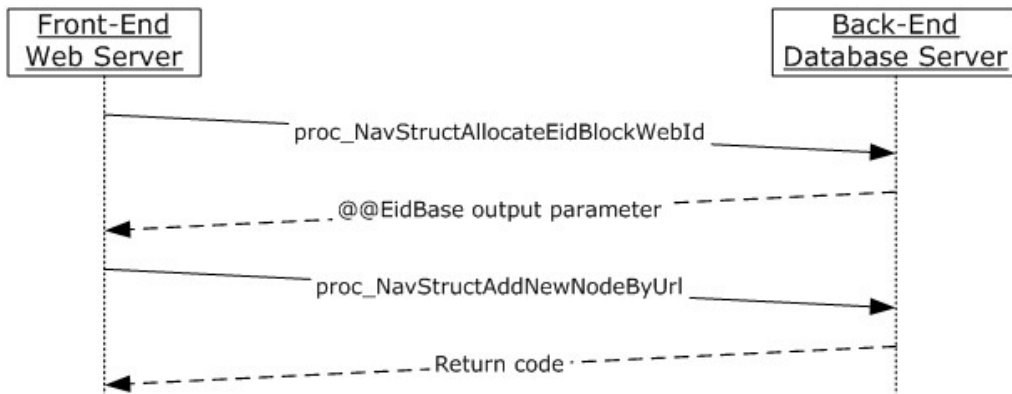 Front-End
Web Server
Back-End
Database Server
proc_NavStructAllocateEidBlockWebId
@@EidBase output parameter
proc_NavStructAddNewNodeByUrl
Return code